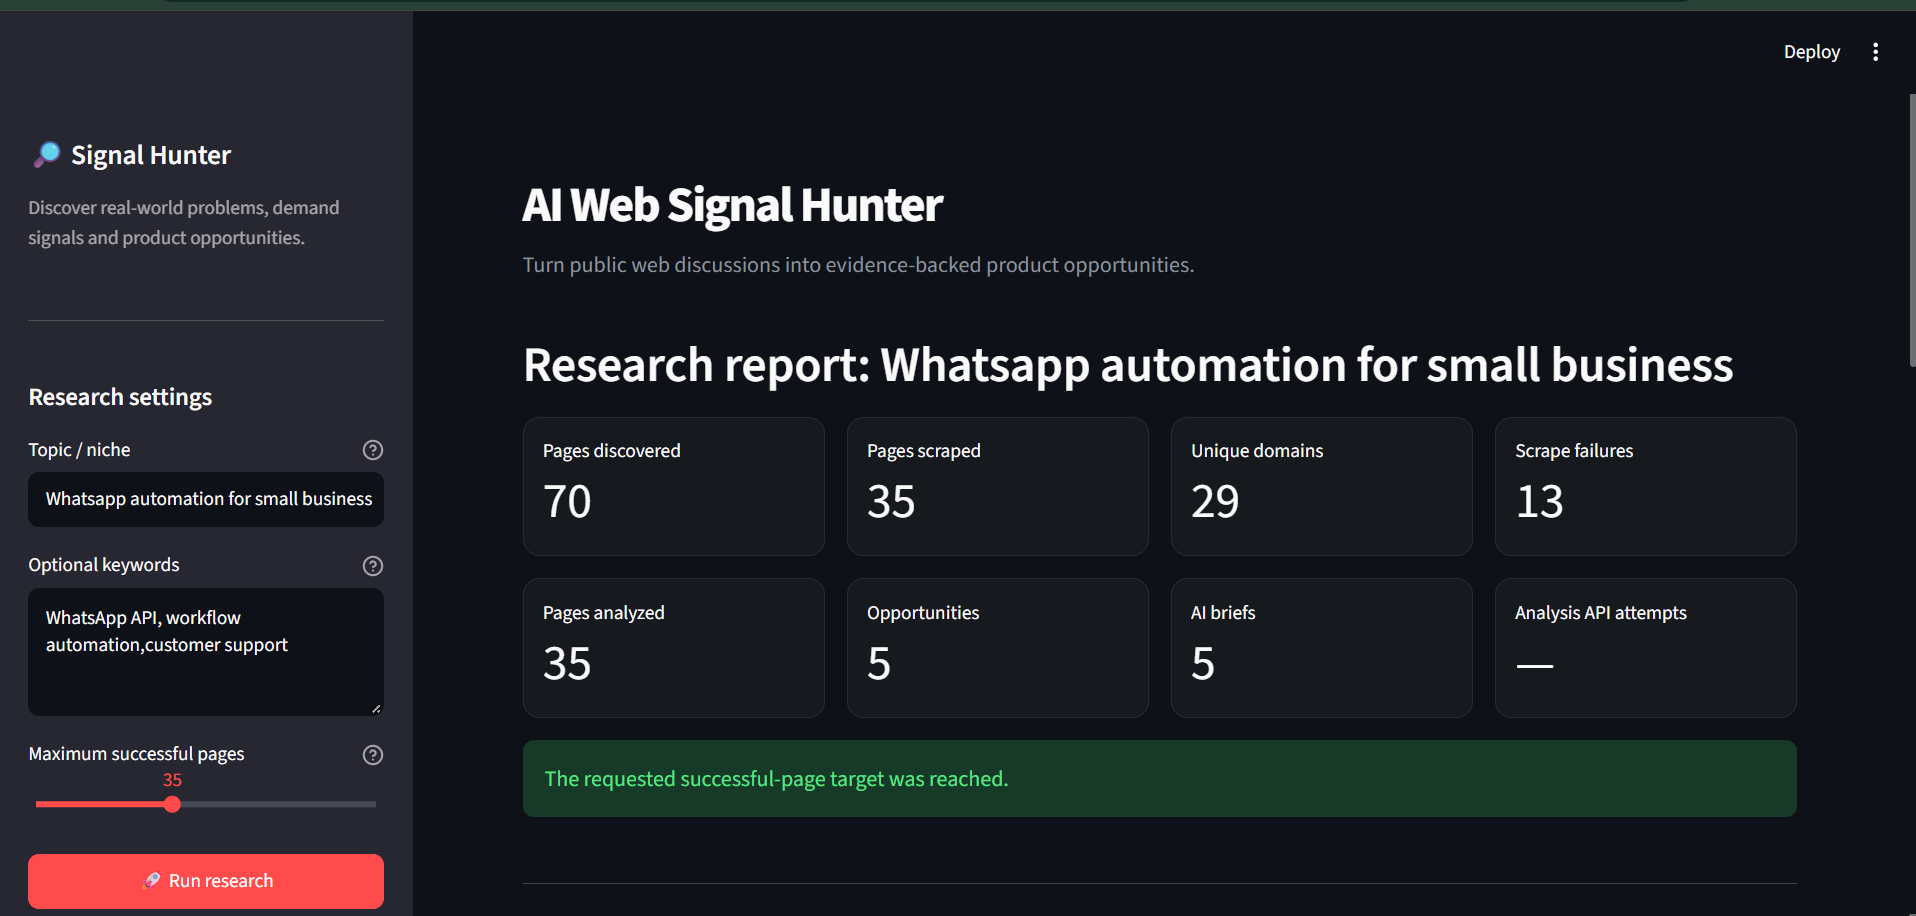 Deploy
Signal Hunter
Discover real-world problems, demand
signals and product opportunities.
Research settings
Topic / niche
Whatsapp automation for small business
Optional keywords
WhatsApp API, workflow
automation,customer support
Maximum successful pages
35
Run research
AI Web Signal Hunter
Turn public web discussions into evidence-backed product opportunities.
Research report: Whatsapp automation for small business
Pages discovered
70
Pages scraped
35
Unique domains
29
Scrape failures
13
Pages analyzed
35
Opportunities
5
AI briefs
5
Analysis API attempts
—
The requested successful-page target was reached.